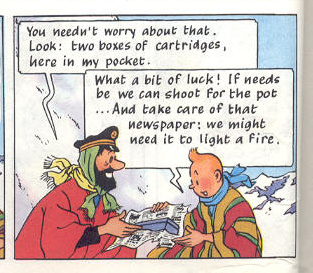 You needn't worry about that.
Look: two boxes of cartridges,
here in my pocket.
What a bit of luck! If needs
be we can shoot for the pot
...And take care of that
newspaper: we might
need it to light a fire.